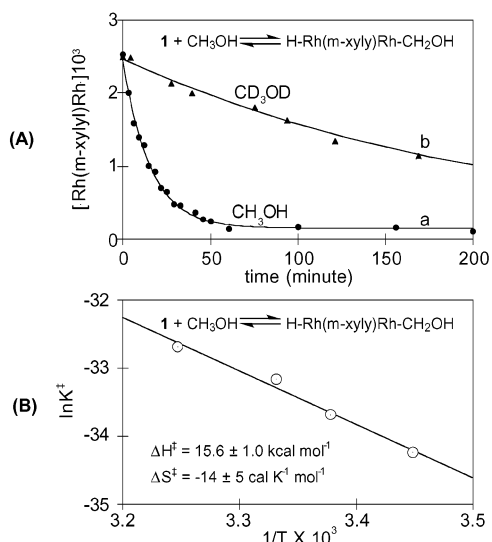 (A)
1 + CH₃OH ⇌ H-Rh(m-xyly)Rh-CH₂OH
[·Rh(m-xylyl)Rh·]10³
3
2
1
0
CD₃OD
b
CH₃OH
a
0 50 100 150 200
time (minute)
(B)
1 + CH₃OH ⇌ H-Rh(m-xyly)Rh-CH₂OH
lnK‡
-32
-33
-34
-35
ΔH‡ = 15.6 ± 1.0 kcal mol⁻¹
ΔS‡ = -14 ± 5 cal K⁻¹ mol⁻¹
3.2 3.3 3.4 3.5
1/T X 10³